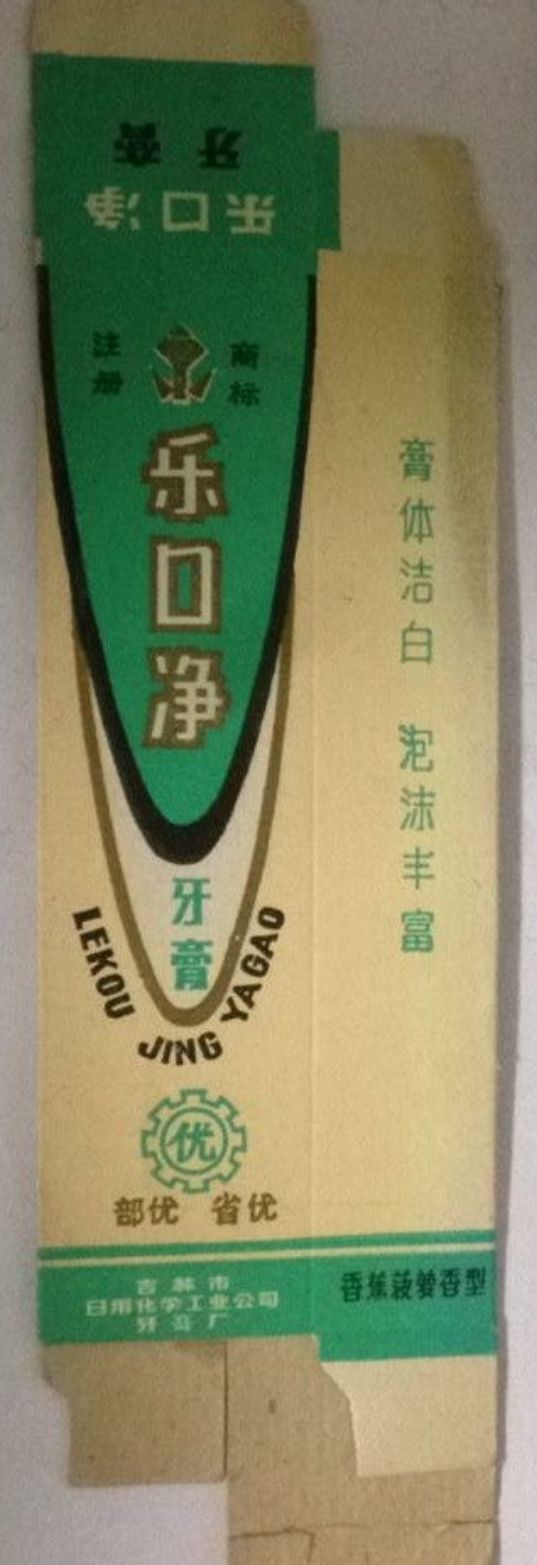 乐口净
牙膏
注册
商标
乐口净
牙膏
LEKOU JING YAGAO
优
部优 省优
吉林市
日用化学工业公司
牙膏厂
膏体洁白 泡沫丰富
香蕉菠萝香型